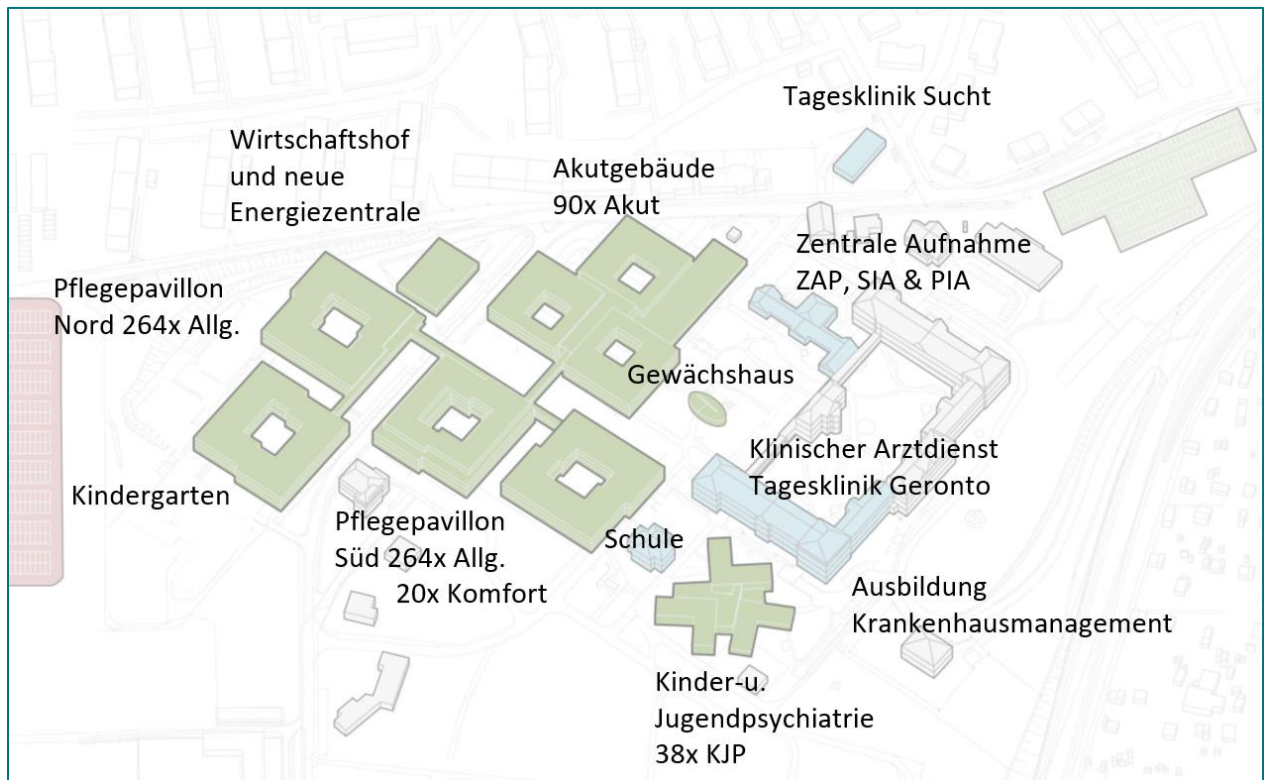 Tagesklinik Sucht
Wirtschaftshof
und neue
Energiezentrale
Akutgebäude
90x Akut
Zentrale Aufnahme
ZAP, SIA & PIA
Pflegepavillon
Nord 264x Allg.
Gewächshaus
Klinischer Arztdienst
Tagesklinik Geronto
Kindergarten
Pflegepavillon
Süd 264x Allg.
20x Komfort
Schule
Ausbildung
Krankenhausmanagement
Kinder-u.
Jugendpsychiatrie
38x KJP